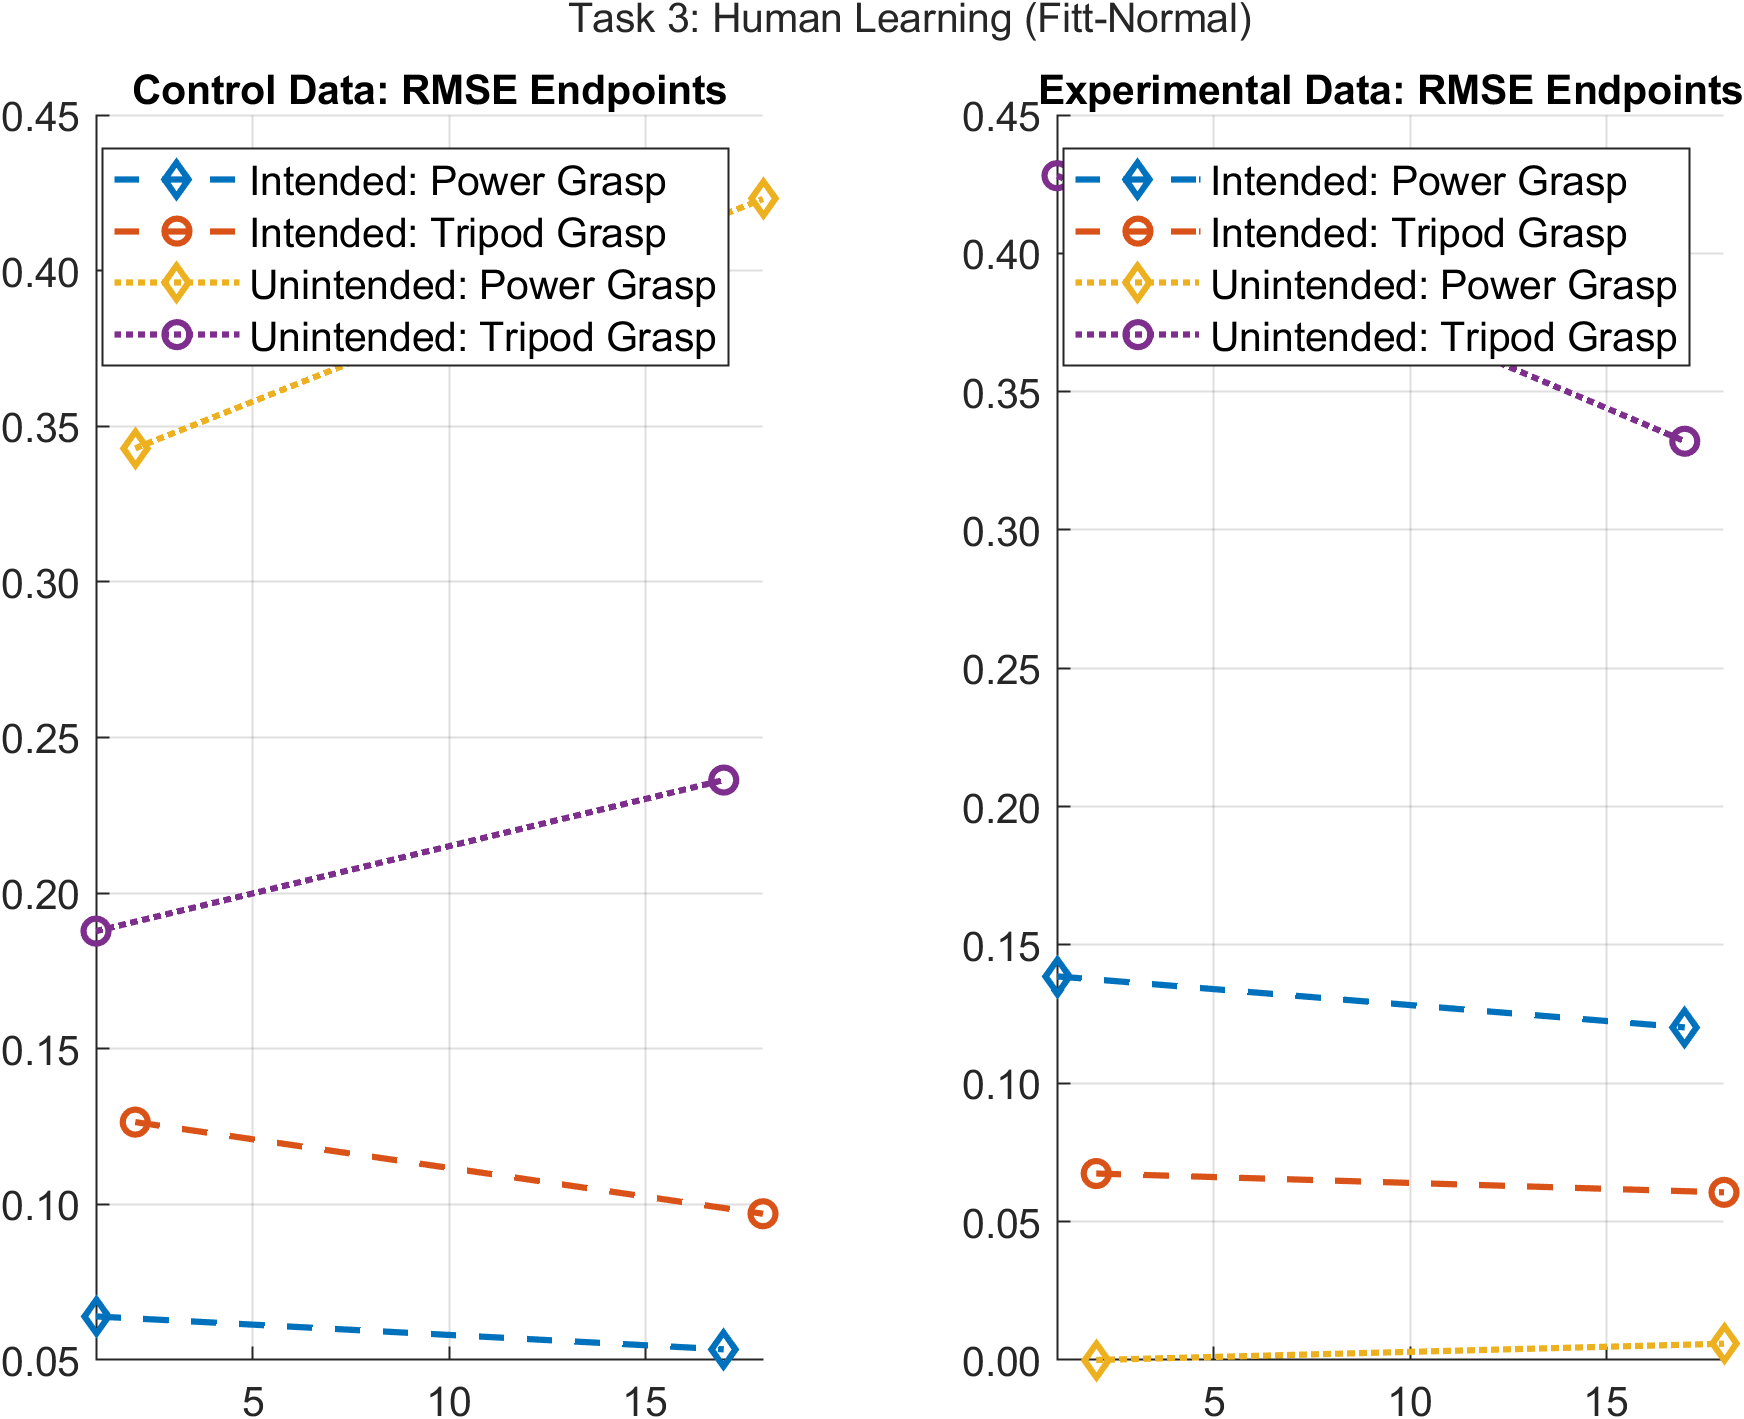 Task 3: Human Learning (Fitt-Normal)
Control Data: RMSE Endpoints
0.45
0.40
0.35
0.30
0.25
0.20
0.15
0.10
0.05
5
10
15
Intended: Power Grasp
Intended: Tripod Grasp
Unintended: Power Grasp
Unintended: Tripod Grasp
Experimental Data: RMSE Endpoints
0.45
0.40
0.35
0.30
0.25
0.20
0.15
0.10
0.05
0.00
5
10
15
Intended: Power Grasp
Intended: Tripod Grasp
Unintended: Power Grasp
Unintended: Tripod Grasp